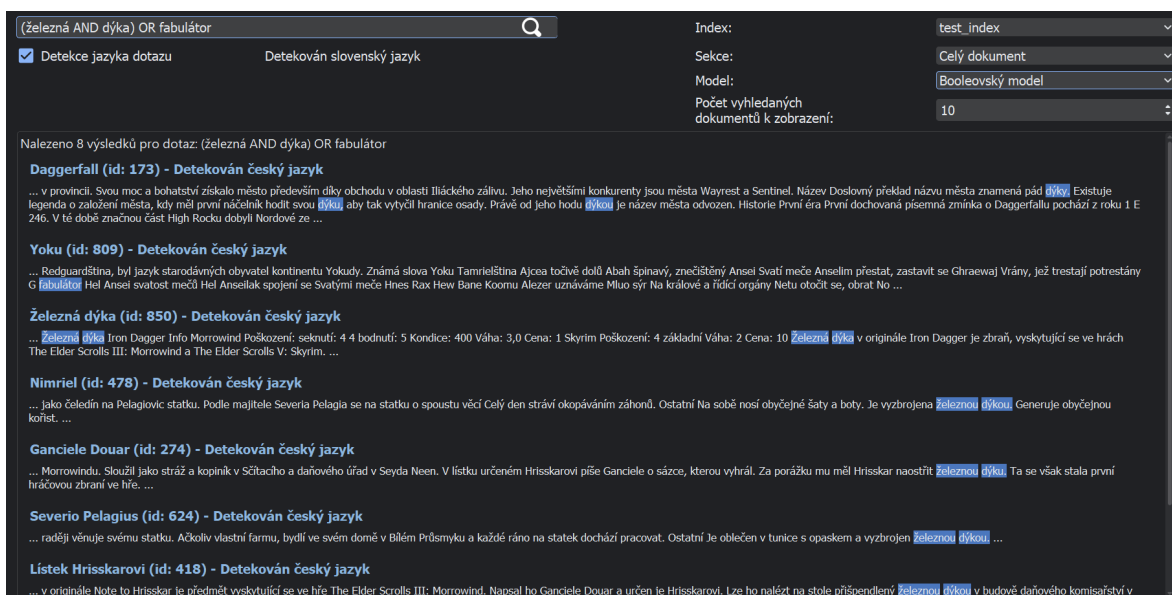 (železná AND dýka) OR fabulátor
Index:
test_index
Detekce jazyka dotazu
Detekován slovenský jazyk
Sekce:
Celý dokument
Model:
Booleovský model
Počet vyhledaných
dokumentů k zobrazení:
10
Nalezeno 8 výsledků pro dotaz: (železná AND dýka) OR fabulátor
Daggerfall (id: 173) - Detekován český jazyk
... v provincii. Svou moc a bohatství získalo město především díky obchodu v oblasti Iliáckého zálivu. Jeho největšími konkurenty jsou města Wayrest a Sentinel. Název Doslovný překlad názvu města znamená pád dýky. Existuje
legenda o založení města, kdy měl první náčelník hodit svou dýku, aby tak vytyčil hranice osady. Právě od jeho hodu dýkou je název města odvozen. Historie První éra První dochovaná písemná zmínka o Daggerfallu pochází z roku 1 E
246. V té době značnou část High Rocku dobyli Nordové ze ...
Yoku (id: 809) - Detekován český jazyk
... Redguardština, byl jazyk starodávných obyvatel kontinentu Yokudy. Známá slova Yoku Tamrielština Ajcea točivě dolů Abah špinavý, znečištěný Ansei Svatí meče Anselim přestat, zastavit se Ghraewaj Vrány, jež trestají potrestány
G fabulátor Hel Ansei svatost mečů Hel Anseilak spojení se Svatými meče Hnes Rax Hew Bane Koomu Alezer uznáváme Mluo sýr Na králové a řídící orgány Netu otočit se, obrat No ...
Železná dýka (id: 850) - Detekován český jazyk
... Železná dýka Iron Dagger Info Morrowind Poškození: seknutí: 4 4 bodnutí: 5 Kondice: 400 Váha: 3,0 Cena: 1 Skyrim Poškození: 4 základní Váha: 2 Cena: 10 Železná dýka v originále Iron Dagger je zbraň, vyskytující se ve hrách
The Elder Scrolls III: Morrowind a The Elder Scrolls V: Skyrim. ...
Nimriel (id: 478) - Detekován český jazyk
... jako čeledín na Pelagiovic statku. Podle majitele Severia Pelagia se na statku o spoustu věcí Celý den stráví okopáváním záhonů. Ostatní Na sobě nosí obyčejné šaty a boty. Je vyzbrojena železnou dýkou. Generuje obyčejnou
kořist. ...
Ganciele Douar (id: 274) - Detekován český jazyk
... Morrowindu. Sloužil jako stráž a kopiník v Sčítacího a daňového úřad v Seyda Neen. V lístku určeném Hrisskarovi píše Ganciele o sázce, kterou vyhrál. Za porážku mu měl Hrisskar naostřit železnou dýku. Ta se však stala první
hráčovou zbraní ve hře. ...
Severio Pelagius (id: 624) - Detekován český jazyk
... raději věnuje svému statku. Ačkoliv vlastní farmu, bydlí ve svém domě v Bílém Průsmyku a každé ráno na statek dochází pracovat. Ostatní Je oblečen v tunice s opaskem a vyzbrojen železnou dýkou. ...
Lístek Hrisskarovi (id: 418) - Detekován český jazyk
... v originále Note to Hrisskar je předmět vyskytující se ve hře The Elder Scrolls III: Morrowind. Napsal ho Ganciele Douar a určen je Hrisskarovi. Lze ho nalézt na stole přišpendlený železnou dýkou v budově daňového komisařství v